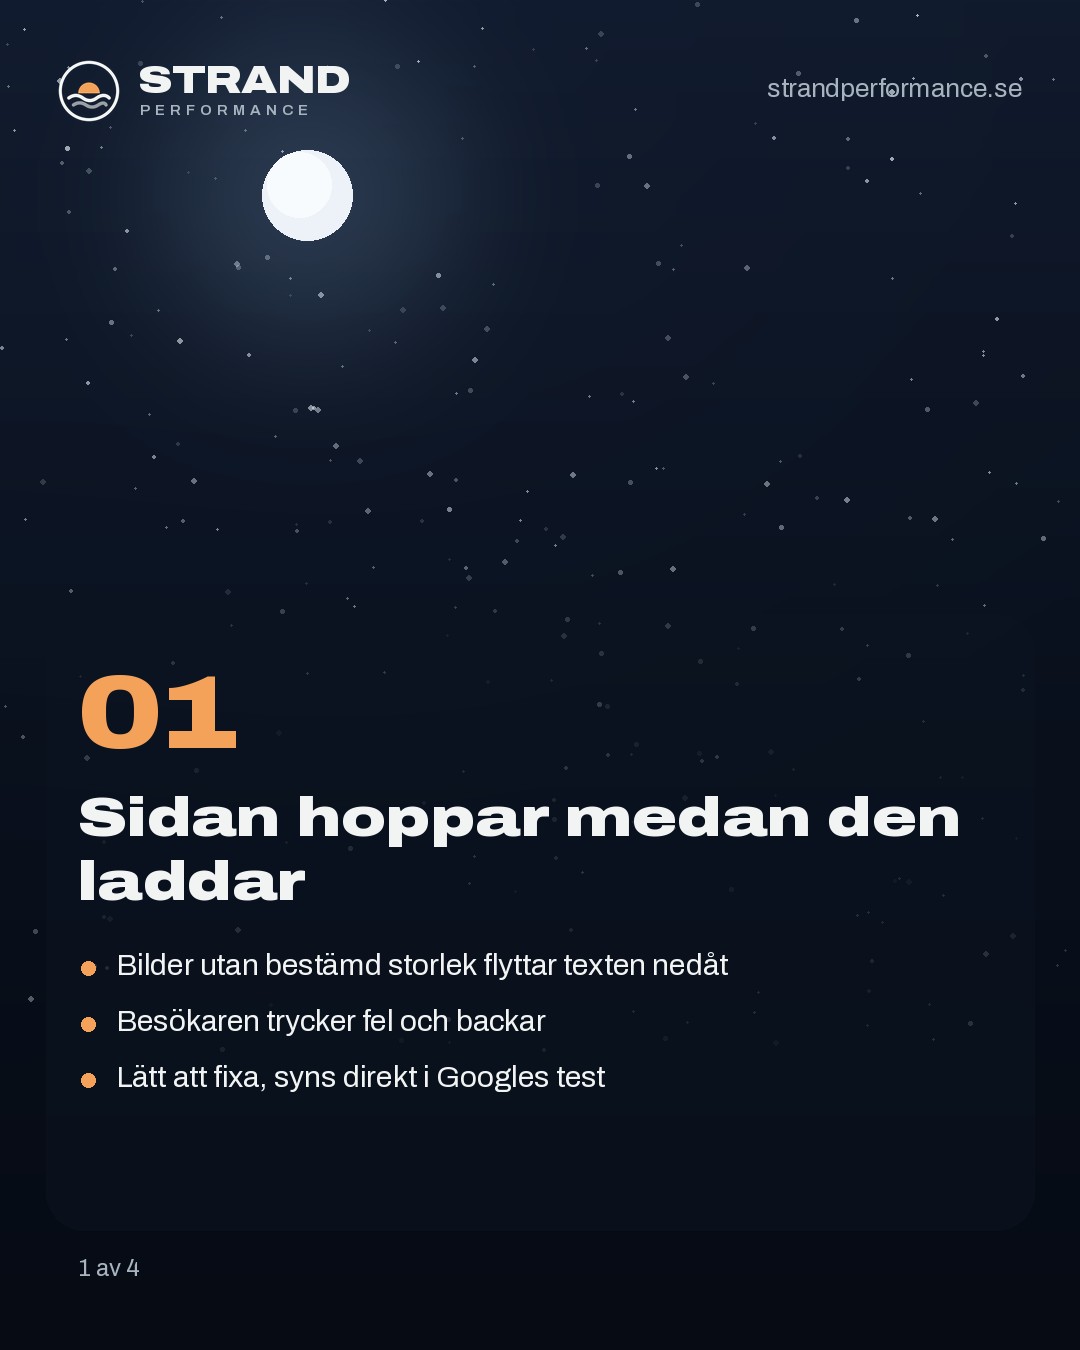 STRAND
PERFORMANCE
strandperformance.se
01
Sidan hoppar medan den
laddar
Bilder utan bestämd storlek flyttar texten nedåt
Besökaren trycker fel och backar
Lätt att fixa, syns direkt i Googles test
1 av 4